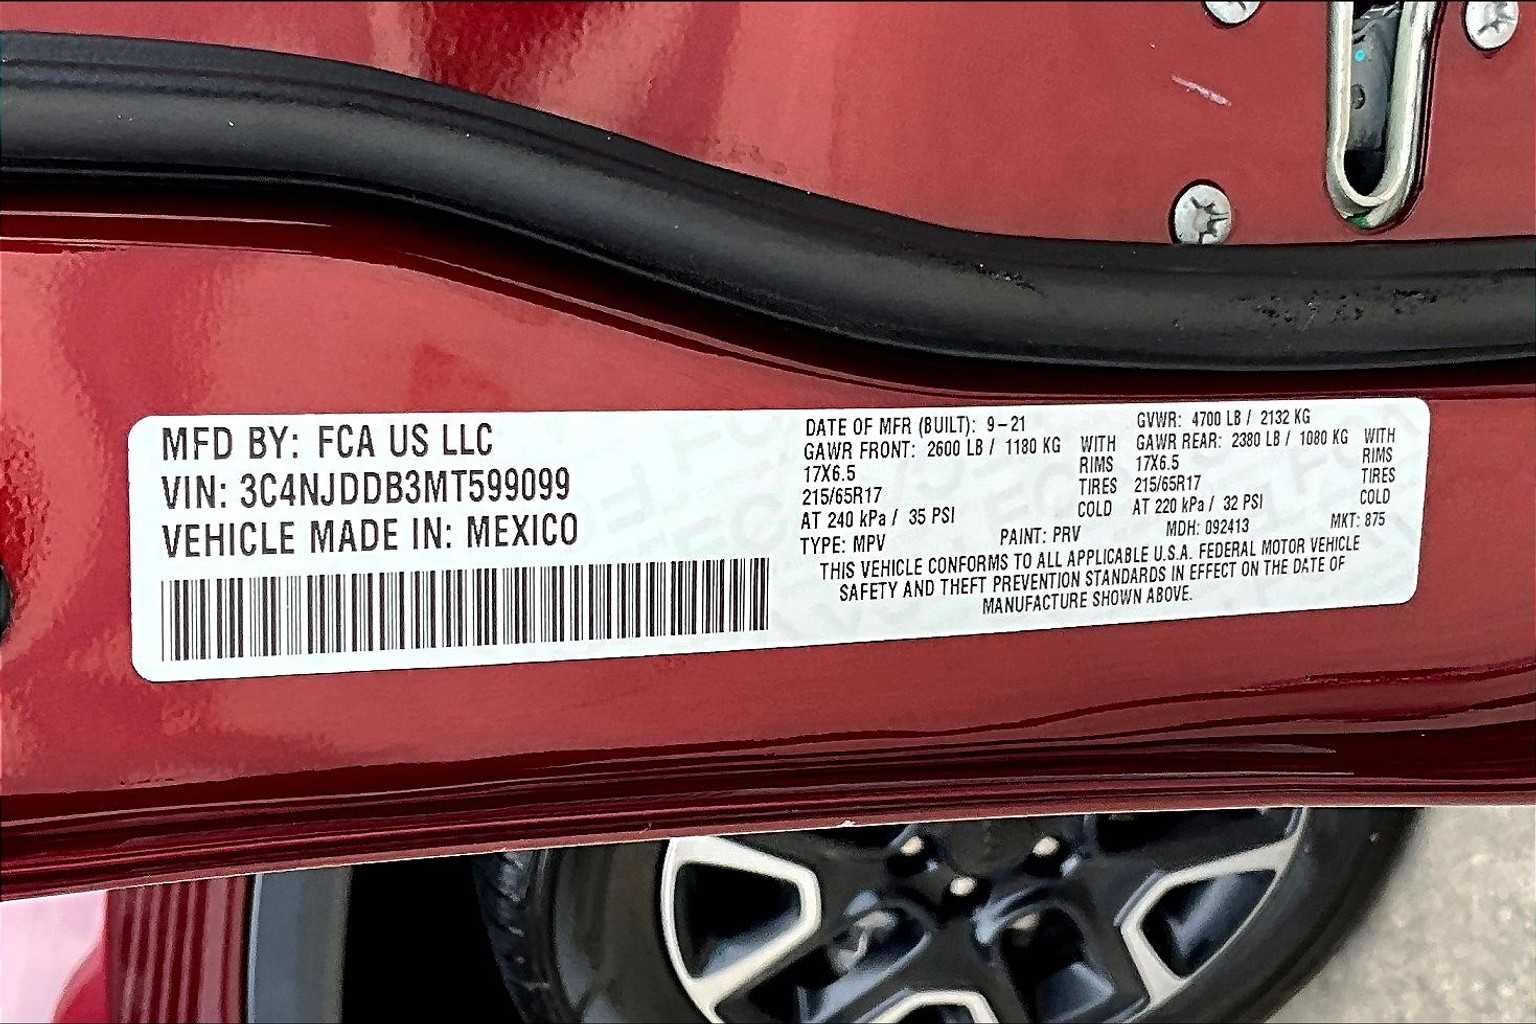 MFD BY: FCA US LLC
VIN: 3C4NJDDB3MT599099
VEHICLE MADE IN: MEXICO
DATE OF MFR (BUILT): 9-21
GAWR FRONT: 2600 LB / 1180 KG WITH
17X6.5 RIMS
215/65R17 TIRES
AT 240 kPa / 35 PSI COLD
GVWR: 4700 LB / 2132 KG
GAWR REAR: 2380 LB / 1080 KG WITH
17X6.5 RIMS
215/65R17 TIRES
AT 220 kPa / 32 PSI COLD
TYPE: MPV PAINT: PRV MDH: 092413 MKT: 875
THIS VEHICLE CONFORMS TO ALL APPLICABLE U.S.A. FEDERAL MOTOR VEHICLE
SAFETY AND THEFT PREVENTION STANDARDS IN EFFECT ON THE DATE OF
MANUFACTURE SHOWN ABOVE.